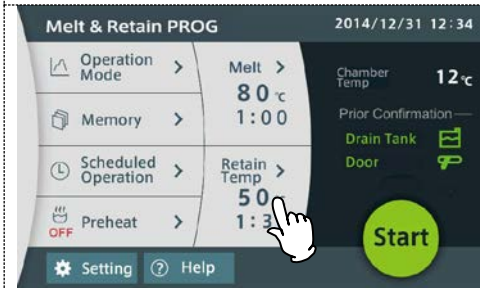 Melt & Retain PROG
2014/12/31 12:34
Operation
Mode >
Memory >
Scheduled
Operation >
OFF Preheat >
Melt >
80℃
1:00
Retain
Temp >
50
1:3
Chamber
Temp 12℃
Prior Confirmation
Drain Tank
Door
Start
Setting
? Help